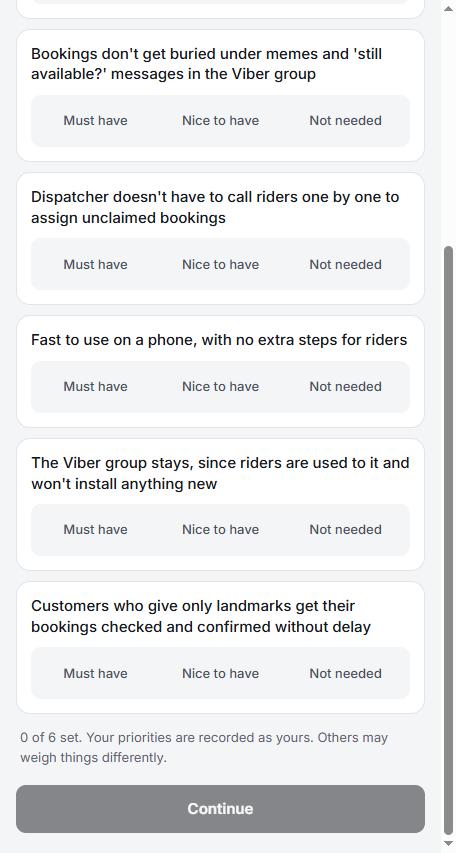 Bookings don't get buried under memes and 'still
available?' messages in the Viber group
Must have Nice to have Not needed
Dispatcher doesn't have to call riders one by one to
assign unclaimed bookings
Must have Nice to have Not needed
Fast to use on a phone, with no extra steps for riders
Must have Nice to have Not needed
The Viber group stays, since riders are used to it and
won't install anything new
Must have Nice to have Not needed
Customers who give only landmarks get their
bookings checked and confirmed without delay
Must have Nice to have Not needed
0 of 6 set. Your priorities are recorded as yours. Others may
weigh things differently.
Continue